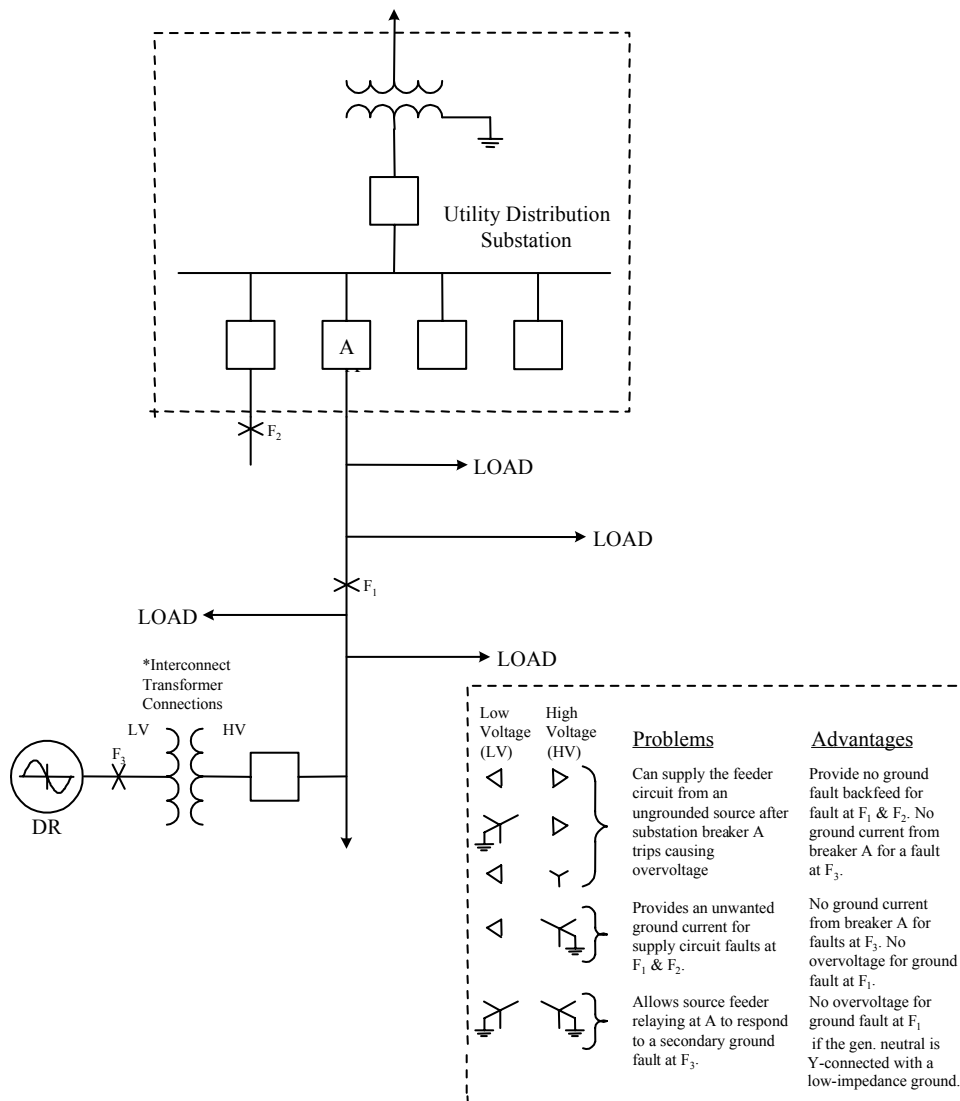 Utility Distribution
Substation
A
F2
LOAD
LOAD
F1
LOAD
LOAD
*Interconnect
Transformer
Connections
LV
HV
F3
DR
Low
Voltage
(LV)
High
Voltage
(HV)
Problems
Advantages
Can supply the feeder
circuit from an
ungrounded source after
substation breaker A
trips causing
overvoltage
Provide no ground
fault backfeed for
fault at F1 & F2. No
ground current from
breaker A for a fault
at F3.
Provides an unwanted
ground current for
supply circuit faults at
F1 & F2.
No ground current
from breaker A for
faults at F3. No
overvoltage for ground
fault at F1.
Allows source feeder
relaying at A to respond
to a secondary ground
fault at F3.
No overvoltage for
ground fault at F1
if the gen. neutral is
Y-connected with a
low-impedance ground.